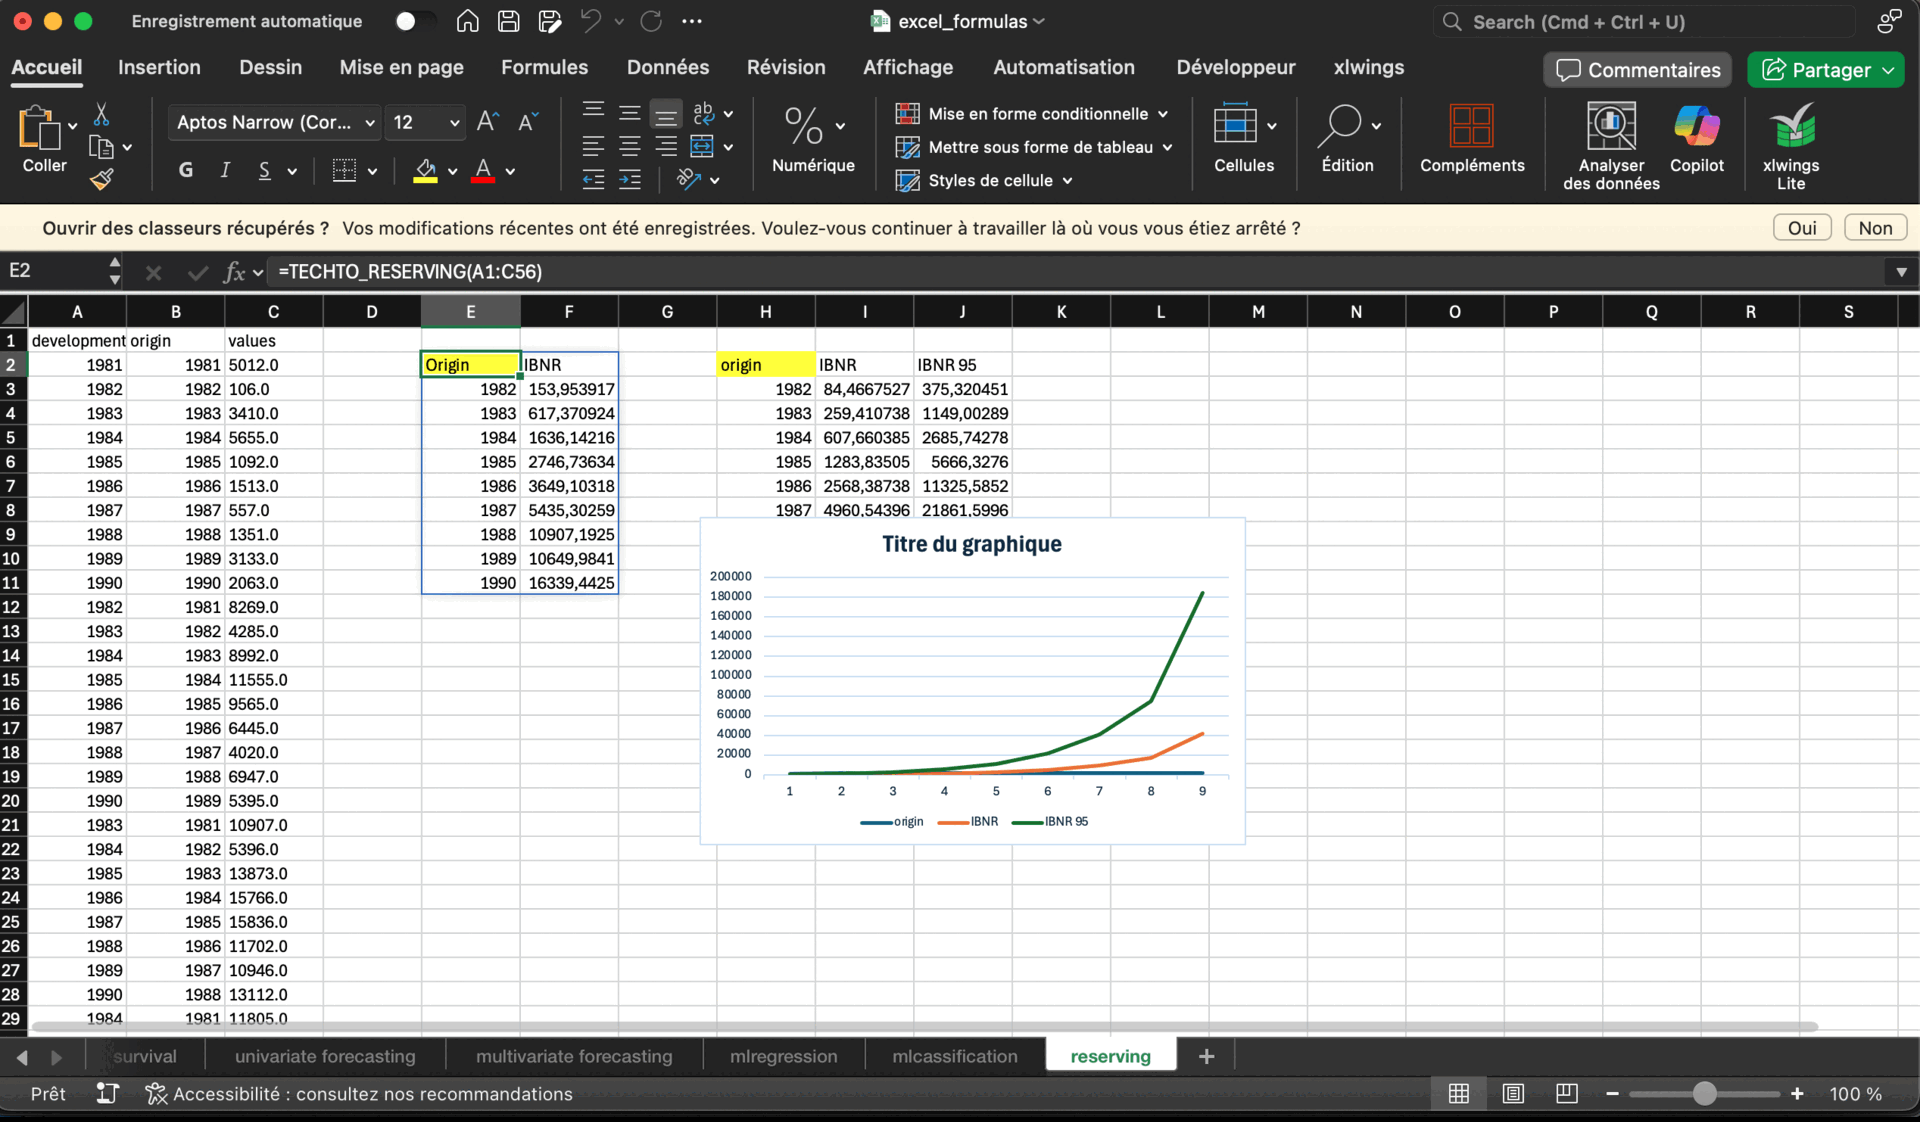 Enregistrement automatique excel_formulas Search (Cmd + Ctrl + U)
Accueil Insertion Dessin Mise en page Formules Données Révision Affichage Automatisation Développeur xlwings Commentaires Partager
Aptos Narrow (Cor... 12
Mise en forme conditionnelle
Mettre sous forme de tableau
Styles de cellule
G I S
Coller Numérique Cellules Édition Compléments Analyser des données Copilot xlwings Lite
Ouvrir des classeurs récupérés ? Vos modifications récentes ont été enregistrées. Voulez-vous continuer à travailler là où vous vous étiez arrêté ? Oui Non
E2 fx =TECHTO_RESERVING(A1:C56)
A B C D E F G H I J K L M N O P Q R S
1 development origin values
2 1981 1981 5012.0 Origin IBNR origin IBNR IBNR 95
3 1982 1982 106.0 1982 153,953917 1982 84,4667527 375,320451
4 1983 1983 3410.0 1983 617,370924 1983 259,410738 1149,00289
5 1984 1984 5655.0 1984 1636,14216 1984 607,660385 2685,74278
6 1985 1985 1092.0 1985 2746,73634 1985 1283,83505 5666,3276
7 1986 1986 1513.0 1986 3649,10318 1986 2568,38738 11325,5852
8 1987 1987 557.0 1987 5435,30259 1987 4960,54396 21861,5996
9 1988 1988 1351.0 1988 10907,1925
10 1989 1989 3133.0 1989 10649,9841
11 1990 1990 2063.0 1990 16339,4425
12 1982 1981 8269.0
13 1983 1982 4285.0
14 1984 1983 8992.0
15 1985 1984 11555.0
16 1986 1985 9565.0
17 1987 1986 6445.0
18 1988 1987 4020.0
19 1989 1988 6947.0
20 1990 1989 5395.0
21 1983 1981 10907.0
22 1984 1982 5396.0
23 1985 1983 13873.0
24 1986 1984 15766.0
25 1987 1985 15836.0
26 1988 1986 11702.0
27 1989 1987 10946.0
28 1990 1988 13112.0
29 1984 1981 11805.0
Titre du graphique
200000
180000
160000
140000
120000
100000
80000
60000
40000
20000
0
1 2 3 4 5 6 7 8 9
origin IBNR IBNR 95
survival univariate forecasting multivariate forecasting mlregression mlcassification reserving +
Prêt Accessibilité : consultez nos recommandations 100 %